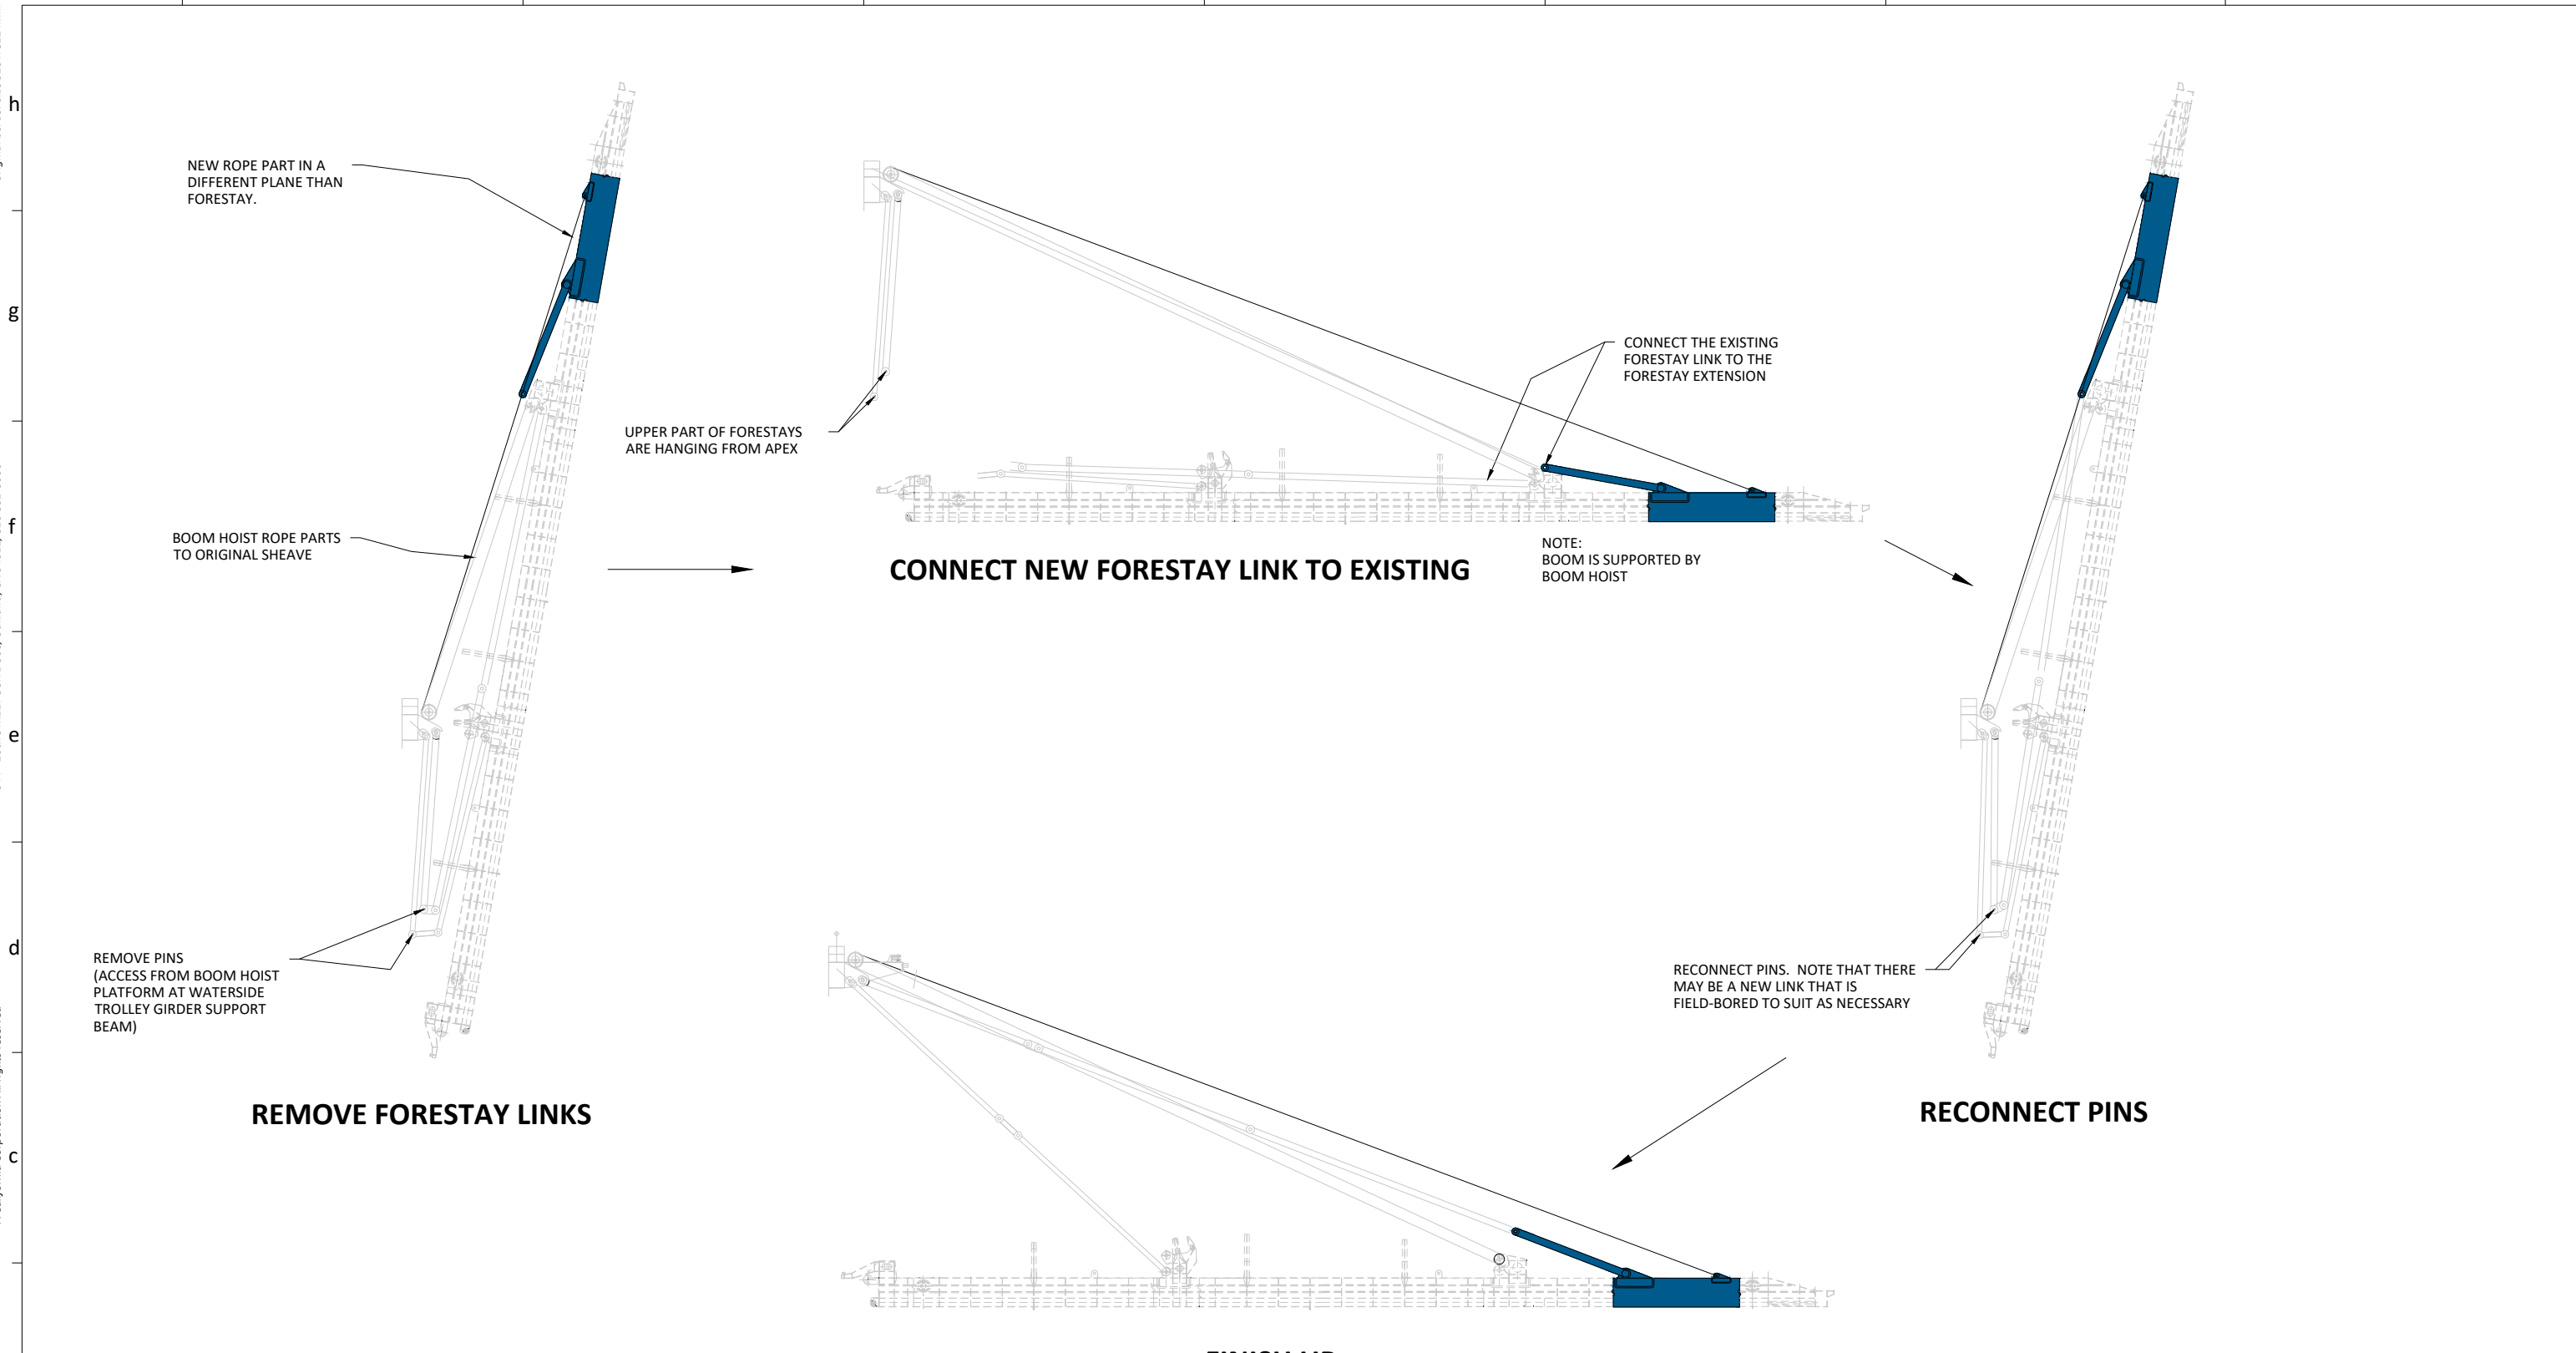 h
g
f
e
d
c
NEW ROPE PART IN A
DIFFERENT PLANE THAN
FORESTAY.
BOOM HOIST ROPE PARTS
TO ORIGINAL SHEAVE
REMOVE PINS
(ACCESS FROM BOOM HOIST
PLATFORM AT WATERSIDE
TROLLEY GIRDER SUPPORT
BEAM)
REMOVE FORESTAY LINKS
UPPER PART OF FORESTAYS
ARE HANGING FROM APEX
CONNECT THE EXISTING
FORESTAY LINK TO THE
FORESTAY EXTENSION
CONNECT NEW FORESTAY LINK TO EXISTING
NOTE:
BOOM IS SUPPORTED BY
BOOM HOIST
RECONNECT PINS. NOTE THAT THERE
MAY BE A NEW LINK THAT IS
FIELD-BORED TO SUIT AS NECESSARY
RECONNECT PINS